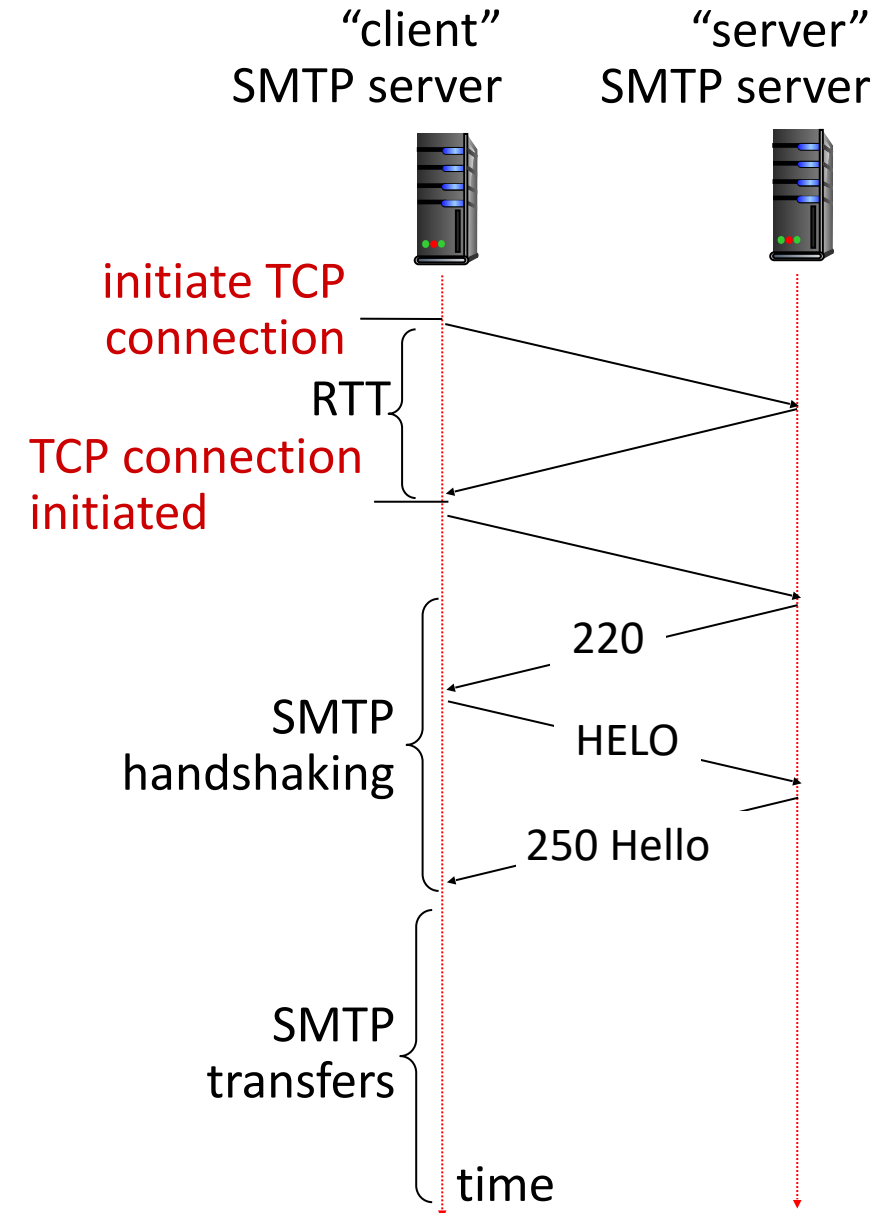 “client”
SMTP server
“server”
SMTP server
initiate TCP
connection
RTT
TCP connection
initiated
220
SMTP
handshaking
HELO
250 Hello
SMTP
transfers
time